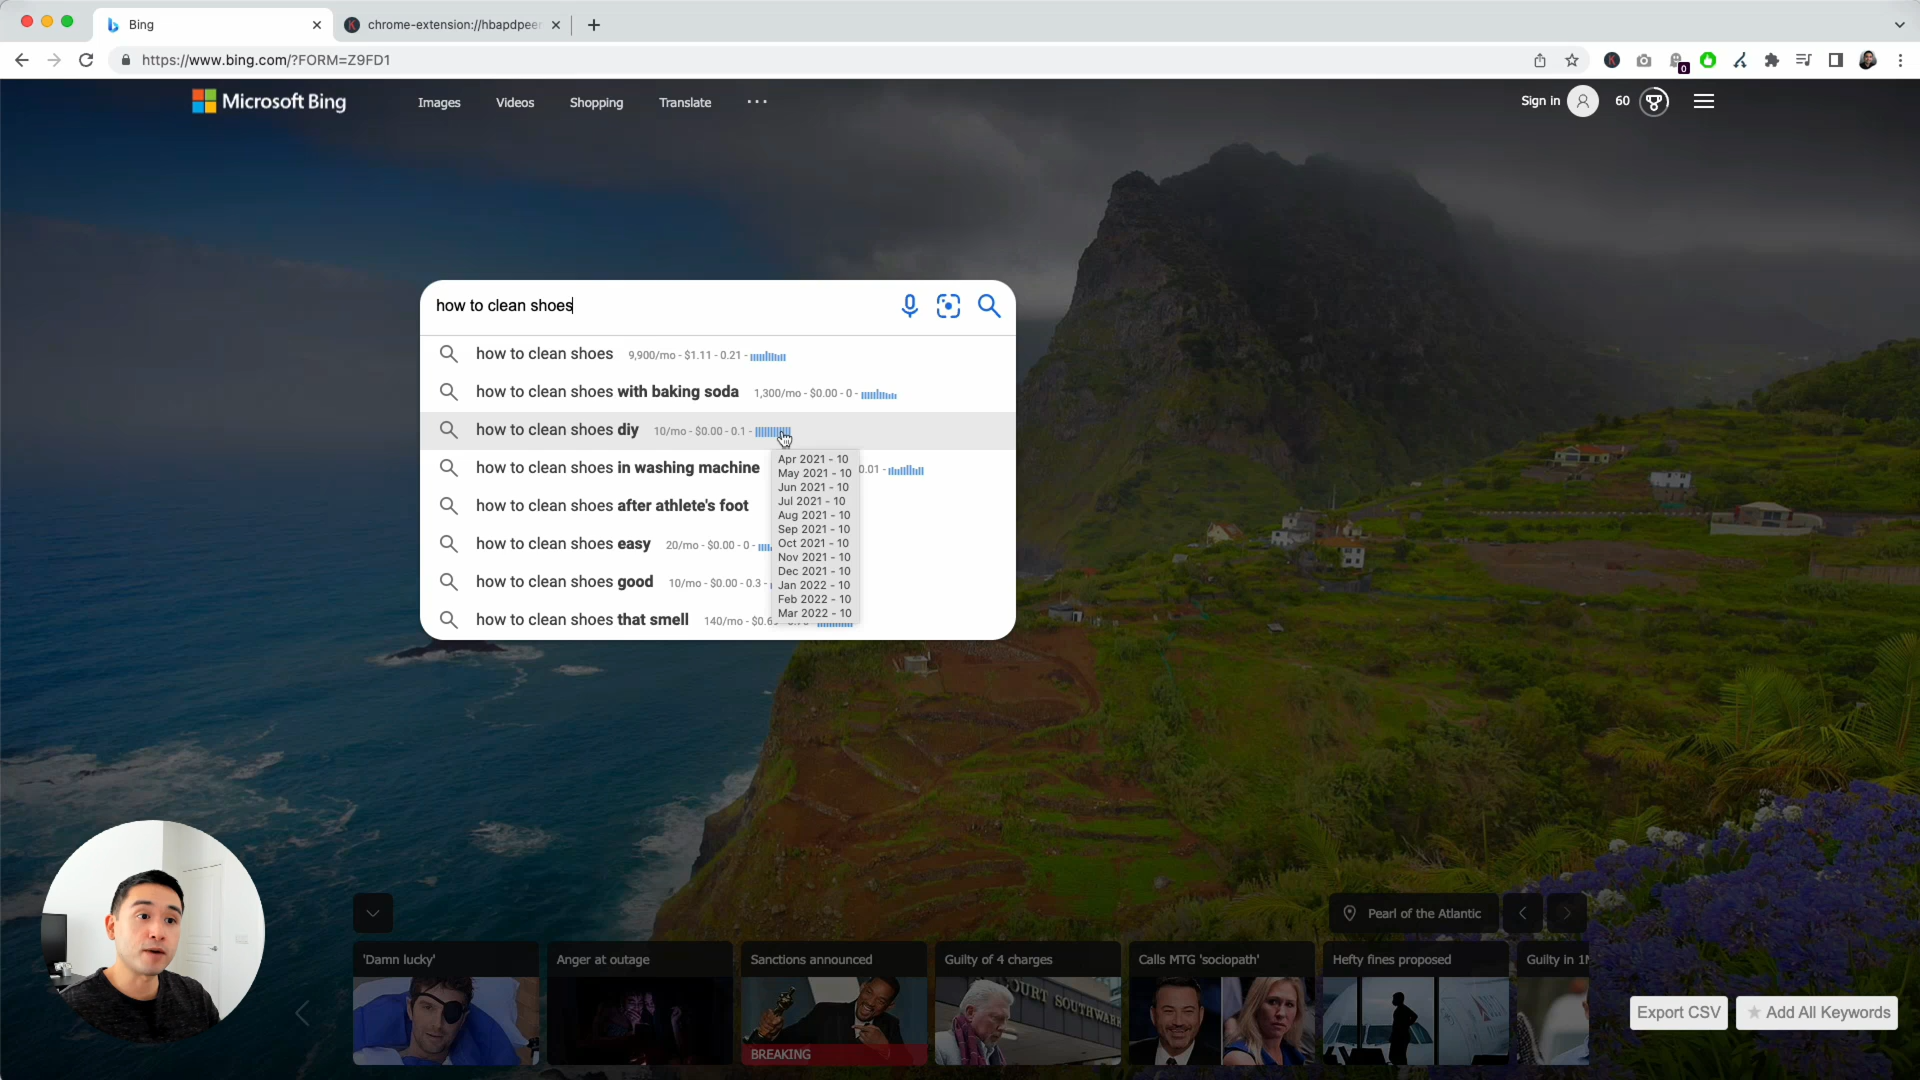 Bing
chrome-extension://hbapdpeen
https://www.bing.com/?FORM=Z9FD1
0
Microsoft Bing
Images
Videos
Shopping
Translate
Sign in
60
how to clean shoes
how to clean shoes 9,900/mo - $1.11 - 0.21 -
how to clean shoes with baking soda 1,300/mo - $0.00 - 0 -
how to clean shoes diy 10/mo - $0.00 - 0.1 -
how to clean shoes in washing machine 0.01 -
how to clean shoes after athlete's foot
how to clean shoes easy 20/mo - $0.00 - 0 -
how to clean shoes good 10/mo - $0.00 - 0.3 -
how to clean shoes that smell 140/mo -
Apr 2021 - 10
May 2021 - 10
Jun 2021 - 10
Jul 2021 - 10
Aug 2021 - 10
Sep 2021 - 10
Oct 2021 - 10
Nov 2021 - 10
Dec 2021 - 10
Jan 2022 - 10
Feb 2022 - 10
Mar 2022 - 10
Pearl of the Atlantic
'Damn lucky'
Anger at outage
Sanctions announced
Guilty of 4 charges
Calls MTG 'sociopath'
Hefty fines proposed
Guilty in
BREAKING
COURT SOUTHWARK
Export CSV
Add All Keywords